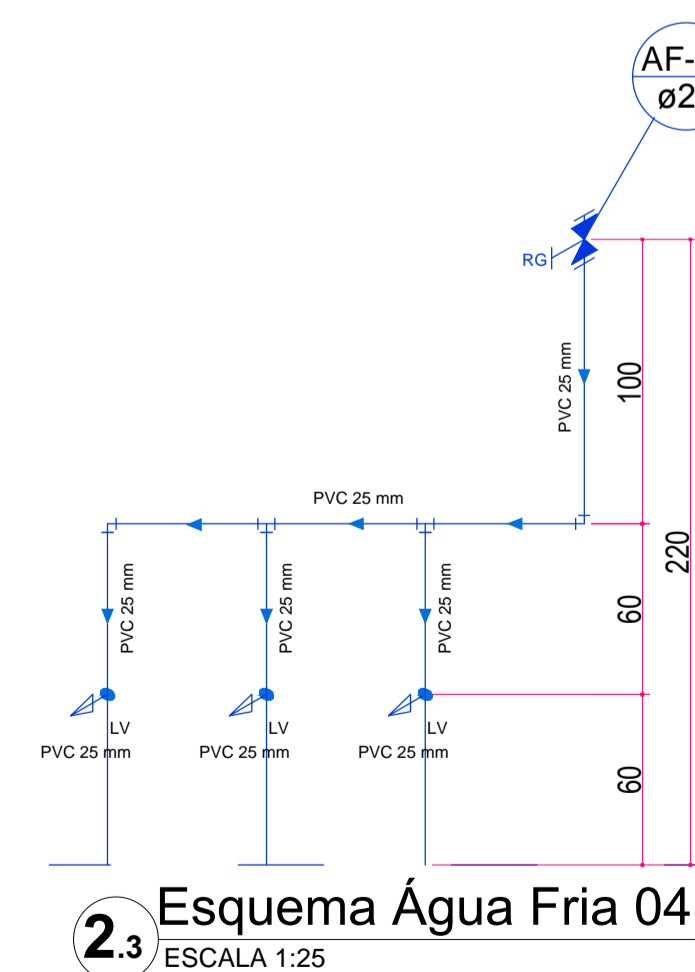 AF-
ø2
RG
PVC 25 mm
100
PVC 25 mm
220
PVC 25 mm
PVC 25 mm
PVC 25 mm
60
LV
LV
LV
PVC 25 mm
PVC 25 mm
PVC 25 mm
60
2.3
Esquema Água Fria 04
ESCALA 1:25